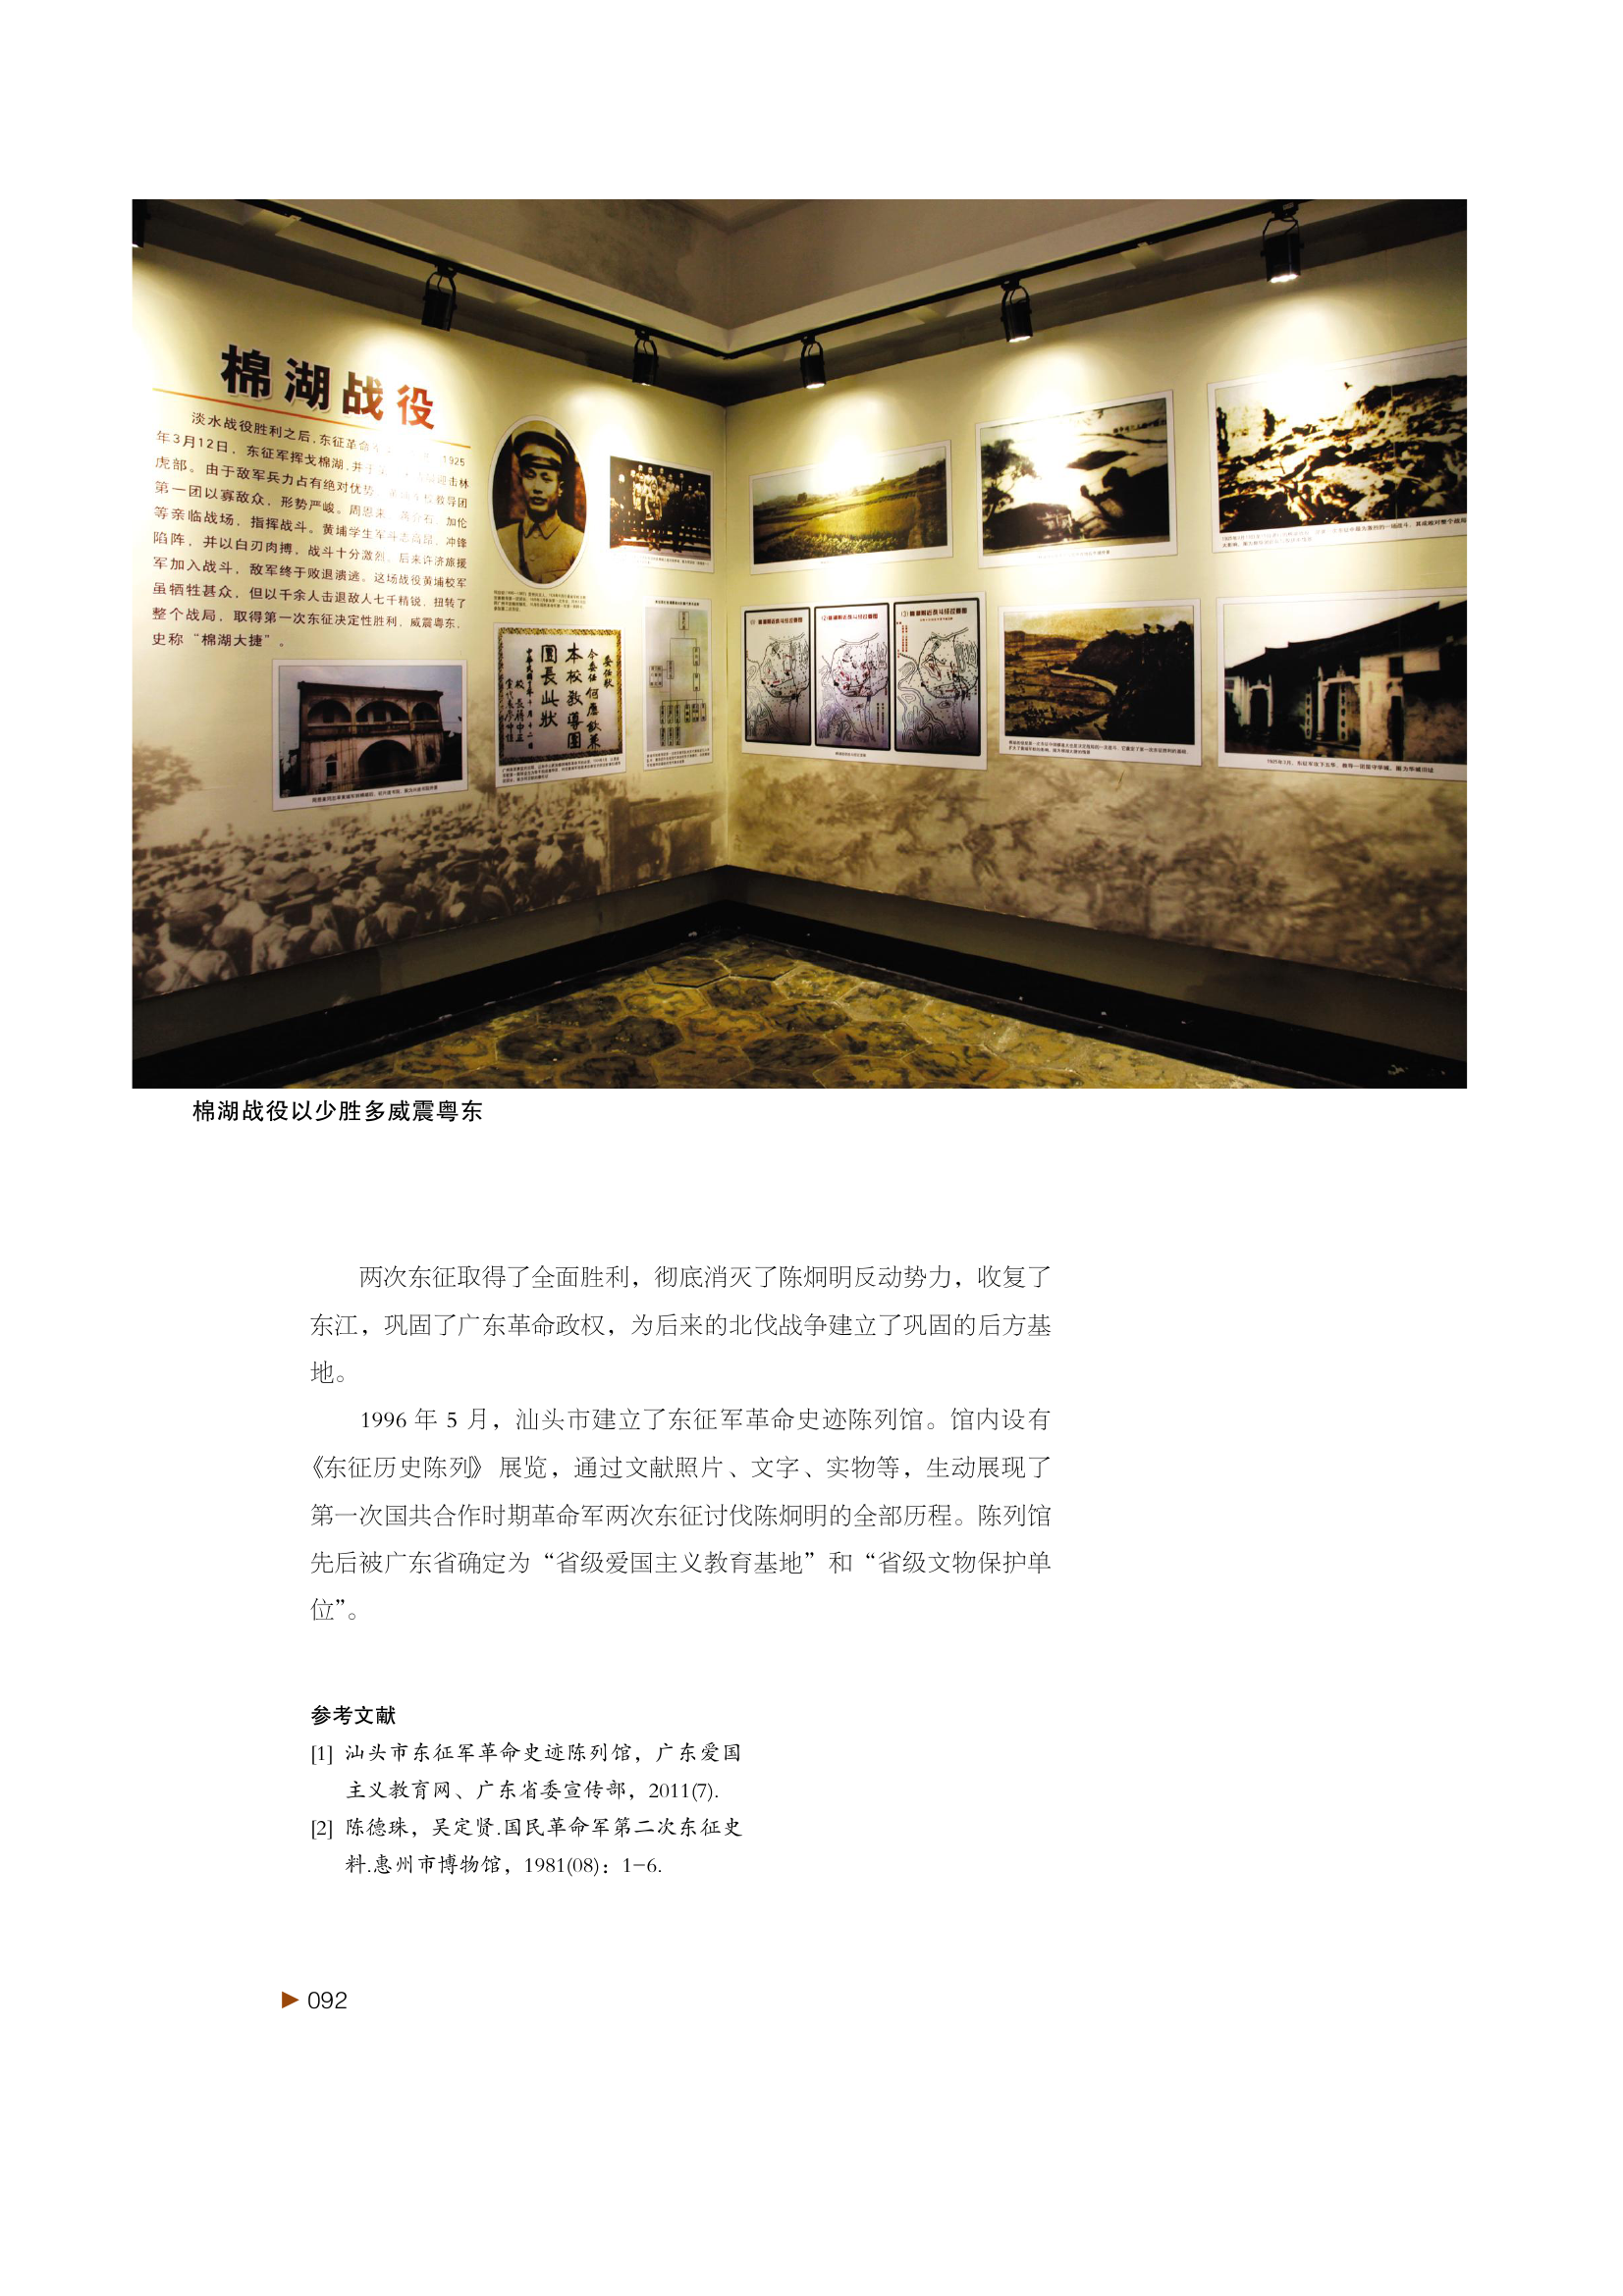 棉湖战役
淡水战役胜利之后,东征革命
1925
年3月12日，东征军挥戈棉湖,并于
迎击林
虎部。由于敌军兵力占有绝对优势
教导团
第一团以寡敌众，形势严峻。周恩来
加伦
等亲临战场，指挥战斗。黄埔学生军斗志高昂，冲锋
陷阵，并以白刃肉搏，战斗十分激烈，后来许济旅援
军加入战斗，敌军终于败退溃逃。这场战役黄埔校军
虽牺牲甚众，但以千余人击退敌人七千精锐，扭转了
整个战局，取得第一次东征决定性胜利，威震粤东，
史称“棉湖大捷”。
委任状
令委任何应钦兼
本校教导团
團長此狀
1925年3月，东征军攻下五华，
棉湖战役以少胜多威震粤东
两次东征取得了全面胜利，彻底消灭了陈炯明反动势力，收复了
东江，巩固了广东革命政权，为后来的北伐战争建立了巩固的后方基
地。
1996 年 5 月，汕头市建立了东征军革命史迹陈列馆。馆内设有
《东征历史陈列》展览，通过文献照片、文字、实物等，生动展现了
第一次国共合作时期革命军两次东征讨伐陈炯明的全部历程。陈列馆
先后被广东省确定为“省级爱国主义教育基地”和“省级文物保护单
位”。
参考文献
[1] 汕头市东征军革命史迹陈列馆，广东爱国
主义教育网、广东省委宣传部，2011(7).
[2] 陈德珠，吴定贤.国民革命军第二次东征史
料.惠州市博物馆，1981(08)：1-6.
092